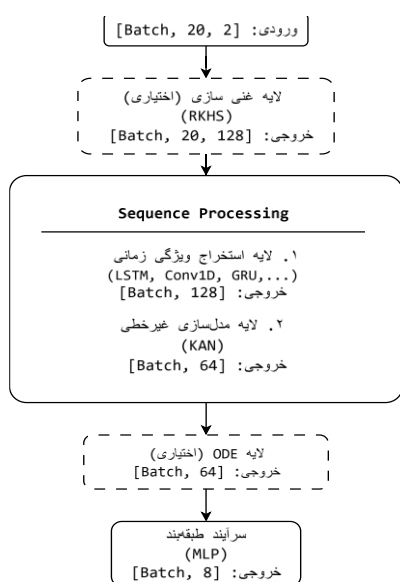 ورودی: [Batch, 20, 2]
لایه غنی سازی (اختیاری)
(RKHS)
خروجی: [Batch, 20, 128]
Sequence Processing
۱. لایه استخراج ویژگی زمانی
(LSTM, Conv1D, GRU,...)
خروجی: [Batch, 128]
۲. لایه مدل‌سازی غیرخطی
(KAN)
خروجی: [Batch, 64]
لایه ODE (اختیاری)
خروجی: [Batch, 64]
سرآیند طبقه‌بند
(MLP)
خروجی: [Batch, 8]